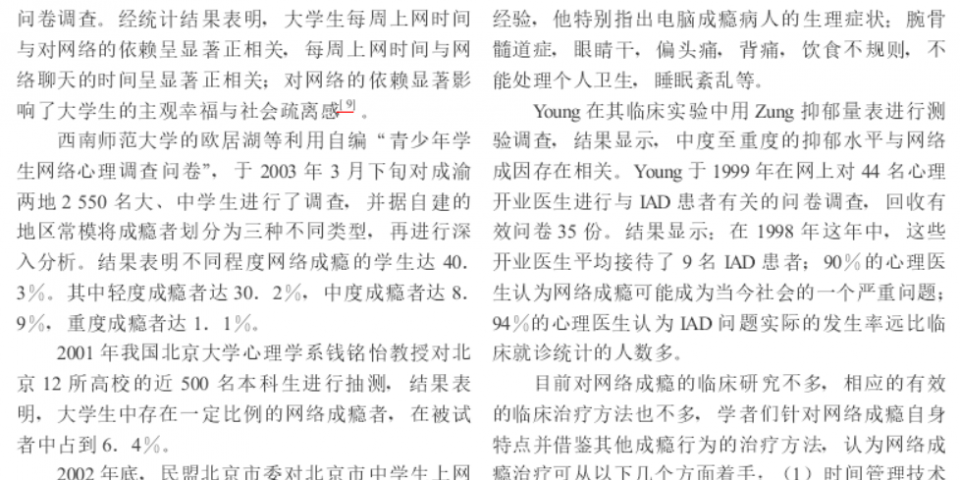 问卷调查。经统计结果表明，大学生每周上网时间
与对网络的依赖呈显著正相关，每周上网时间与网
络聊天的时间呈显著正相关；对网络的依赖显著影
响了大学生的主观幸福与社会疏离感[9]。
西南师范大学的欧居湖等利用自编“青少年学
生网络心理调查问卷”，于 2003 年 3 月下旬对成渝
两地 2 550 名大、中学生进行了调查，并据自建的
地区常模将成瘾者划分为三种不同类型，再进行深
入分析。结果表明不同程度网络成瘾的学生达 40．
3％。其中轻度成瘾者达 30．2％，中度成瘾者达 8．
9％，重度成瘾者达 1．1％。
2001 年我国北京大学心理学系钱铭怡教授对北
京 12 所高校的近 500 名本科生进行抽测，结果表
明，大学生中存在一定比例的网络成瘾者，在被试
者中占到 6．4％。
2002 年底，民盟北京市委对北京市中学生上网
经验，他特别指出电脑成瘾病人的生理症状；腕骨
髓道症，眼睛干，偏头痛，背痛，饮食不规则，不
能处理个人卫生，睡眠紊乱等。
Young 在其临床实验中用 Zung 抑郁量表进行测
验调查，结果显示，中度至重度的抑郁水平与网络
成因存在相关。Young 于 1999 年在网上对 44 名心理
开业医生进行与 IAD 患者有关的问卷调查，回收有
效问卷 35 份。结果显示；在 1998 年这年中，这些
开业医生平均接待了 9 名 IAD 患者；90％的心理医
生认为网络成瘾可能成为当今社会的一个严重问题；
94％的心理医生认为 IAD 问题实际的发生率远比临
床就诊统计的人数多。
目前对网络成瘾的临床研究不多，相应的有效
的临床治疗方法也不多，学者们针对网络成瘾自身
特点并借鉴其他成瘾行为的治疗方法，认为网络成
瘾治疗可从以下几个方面着手，（1）时间管理技术